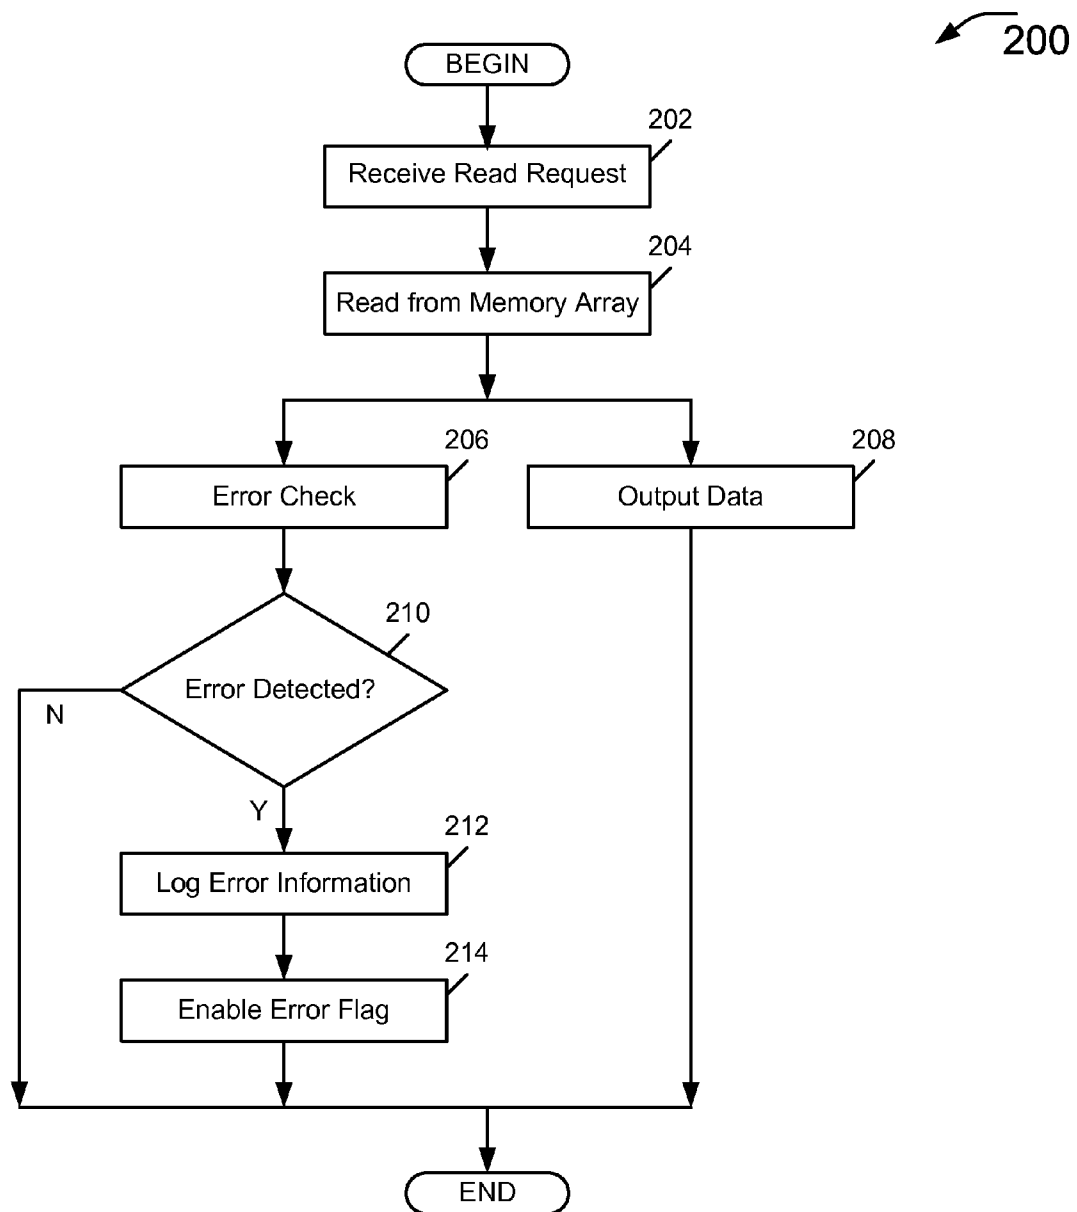 200
BEGIN
202
Receive Read Request
204
Read from Memory Array
206
Error Check
208
Output Data
210
Error Detected?
N
Y
212
Log Error Information
214
Enable Error Flag
END